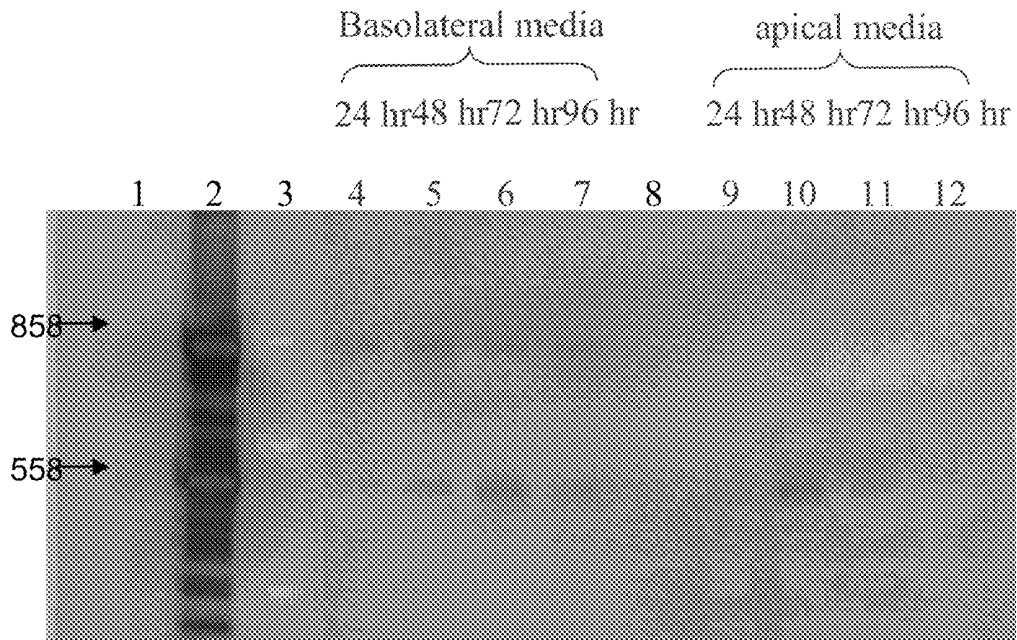 Basolateral media apical media
24 hr48 hr72 hr96 hr 24 hr48 hr72 hr96 hr
1 2 3 4 5 6 7 8 9 10 11 12
858
558